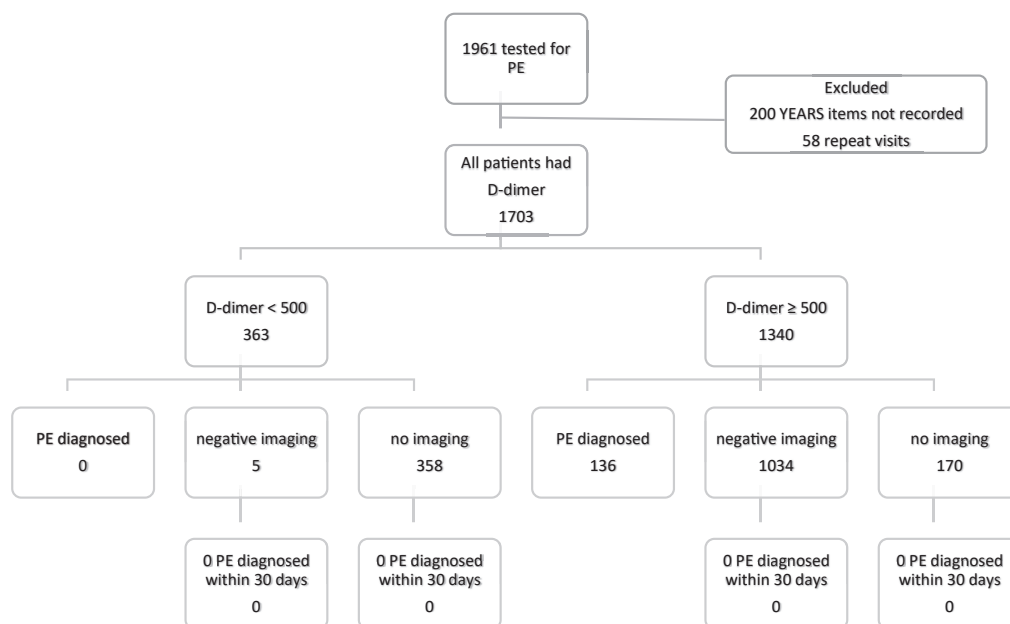 1961 tested for
PE
Excluded
200 YEARS items not recorded
58 repeat visits
All patients had
D-dimer
1703
D-dimer < 500
363
D-dimer ≥ 500
1340
PE diagnosed
0
negative imaging
5
no imaging
358
PE diagnosed
136
negative imaging
1034
no imaging
170
0 PE diagnosed
within 30 days
0
0 PE diagnosed
within 30 days
0
0 PE diagnosed
within 30 days
0
0 PE diagnosed
within 30 days
0